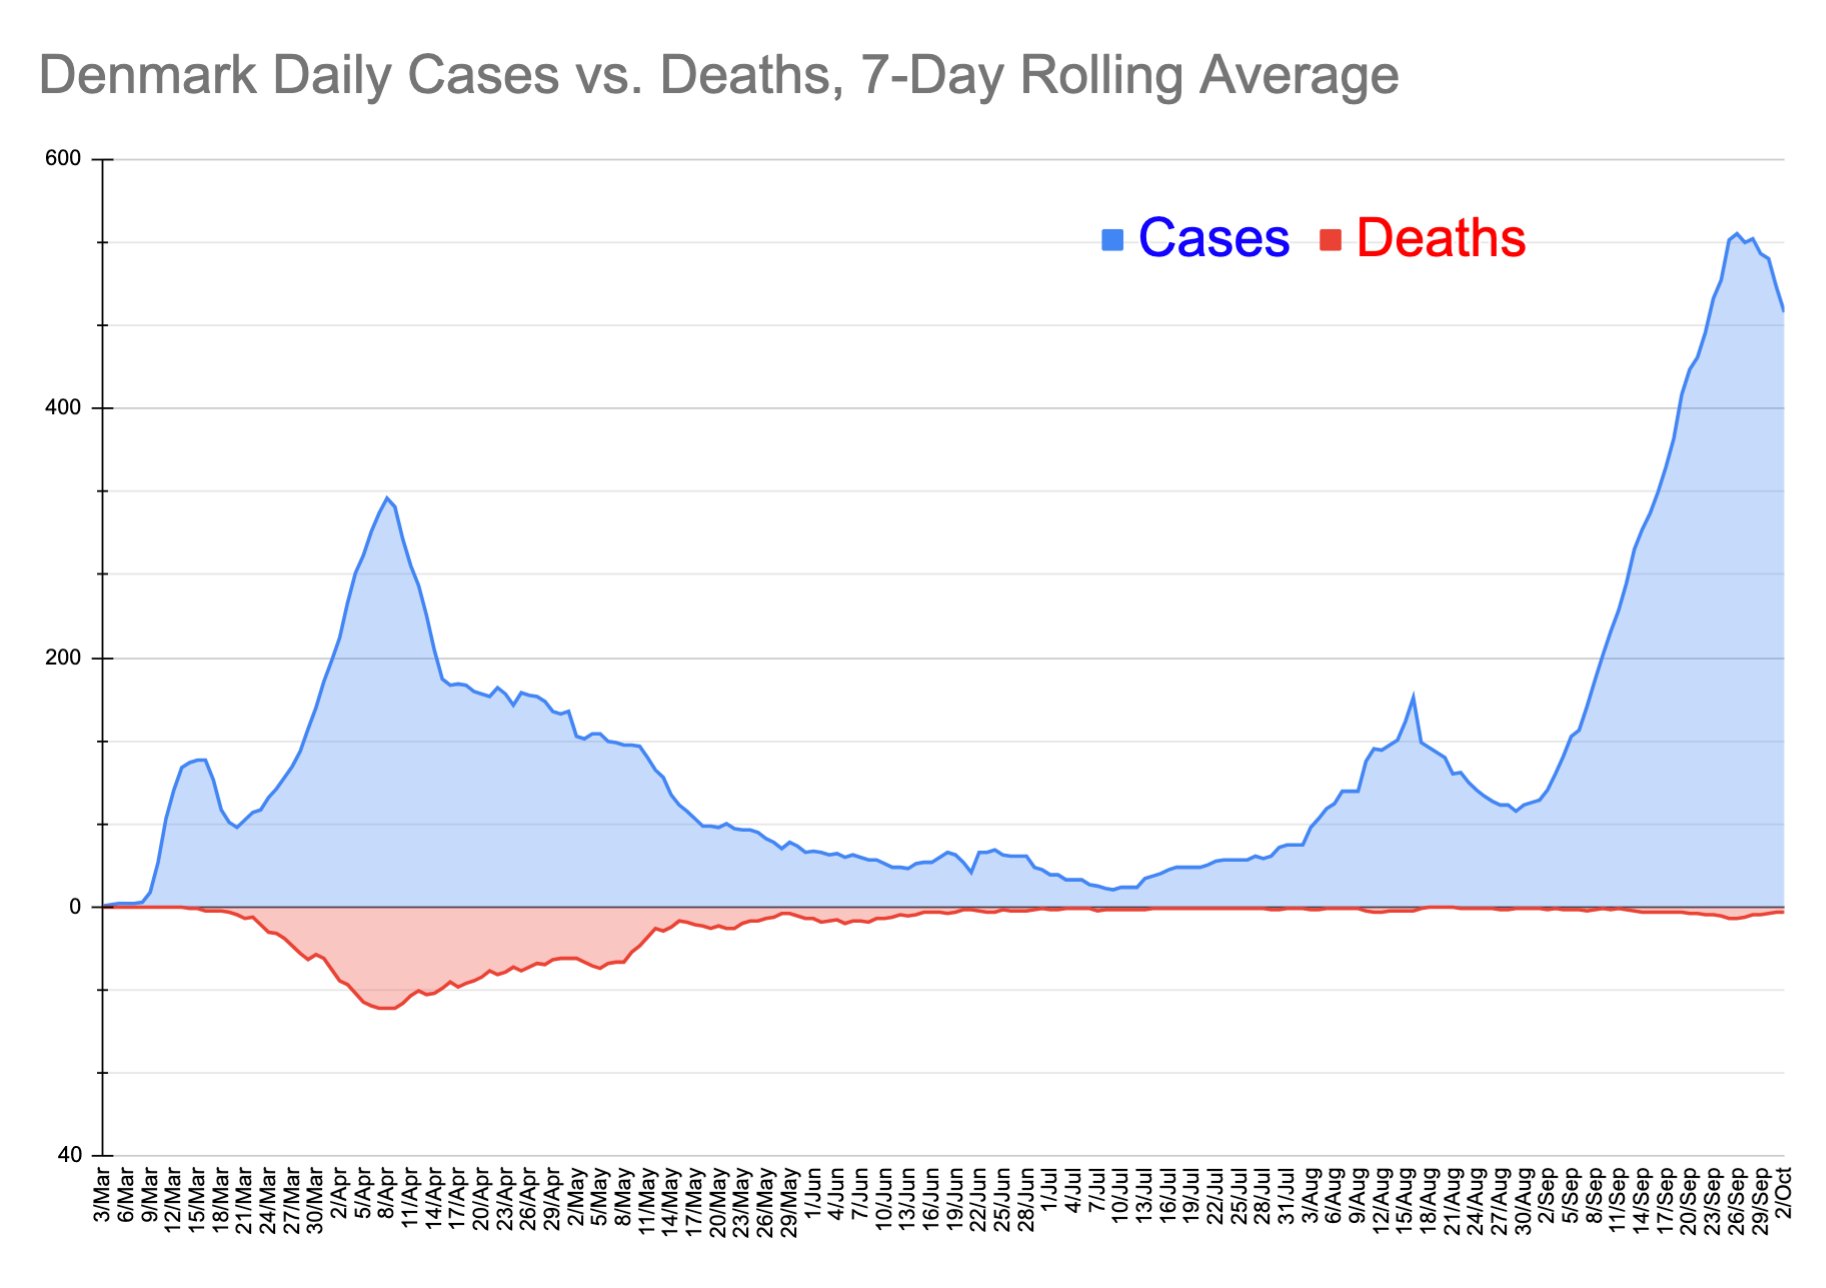 Denmark Daily Cases vs. Deaths, 7-Day Rolling Average
Cases Deaths
600
400
200
0
40
3/Mar 6/Mar 9/Mar 12/Mar 15/Mar 18/Mar 21/Mar 24/Mar 27/Mar 30/Mar 2/Apr 5/Apr 8/Apr 11/Apr 14/Apr 17/Apr 20/Apr 23/Apr 26/Apr 29/Apr 2/May 5/May 8/May 11/May 14/May 17/May 20/May 23/May 26/May 29/May 1/Jun 4/Jun 7/Jun 10/Jun 13/Jun 16/Jun 19/Jun 22/Jun 25/Jun 28/Jun 1/Jul 4/Jul 7/Jul 10/Jul 13/Jul 16/Jul 19/Jul 22/Jul 25/Jul 28/Jul 31/Jul 3/Aug 6/Aug 9/Aug 12/Aug 15/Aug 18/Aug 21/Aug 24/Aug 27/Aug 30/Aug 2/Sep 5/Sep 8/Sep 11/Sep 14/Sep 17/Sep 20/Sep 23/Sep 26/Sep 29/Sep 2/Oct